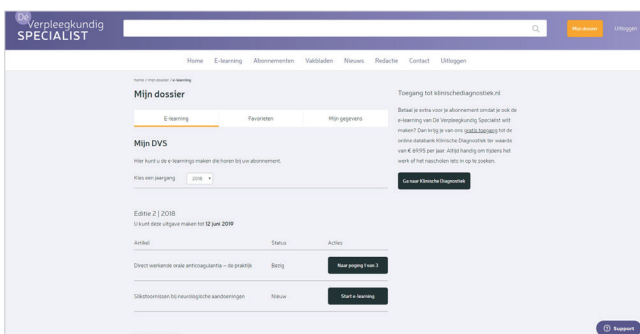 Dé
Verpleegkundig
SPECIALIST
Mijn dossier
Uitloggen
Home E-learning Abonnementen Vakbladen Nieuws Redactie Contact Uitloggen
home / mijn dossier / e-learning
Mijn dossier
E-learning Favorieten Mijn gegevens
Mijn DVS
Hier kunt u de e-learnings maken die horen bij uw abonnement.
Kies een jaargang 2018
Editie 2 | 2018
U kunt deze uitgave maken tot 12 juni 2019
Artikel Status Acties
Direct werkende orale anticoagulantia – de praktijk Bezig Naar poging 1 van 3
Slikstoornissen bij neurologische aandoeningen Nieuw Start e-learning
Toegang tot klinischediagnostiek.nl
Betaal je extra voor je abonnement omdat je ook de
e-learning van Dé Verpleegkundig Specialist wilt
maken? Dan krijg je van ons gratis toegang tot de
online databank Klinische Diagnostiek ter waarde
van € 69,95 per jaar. Altijd handig om tijdens het
werk of het nascholen iets in op te zoeken.
Ga naar Klinische Diagnostiek
Support